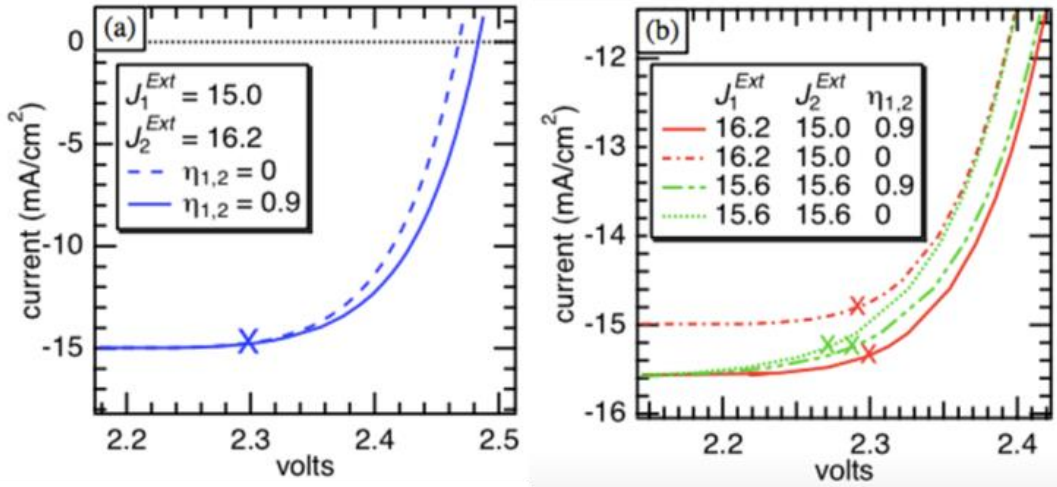 (a)
0
-5
-10
-15
current (mA/cm²)
J₁ᴱˣᵗ = 15.0
J₂ᴱˣᵗ = 16.2
η₁,₂ = 0
η₁,₂ = 0.9
2.2 2.3 2.4 2.5
volts
(b)
-12
-13
-14
-15
-16
current (mA/cm²)
J₁ᴱˣᵗ J₂ᴱˣᵗ η₁,₂
16.2 15.0 0.9
16.2 15.0 0
15.6 15.6 0.9
15.6 15.6 0
2.2 2.3 2.4
volts